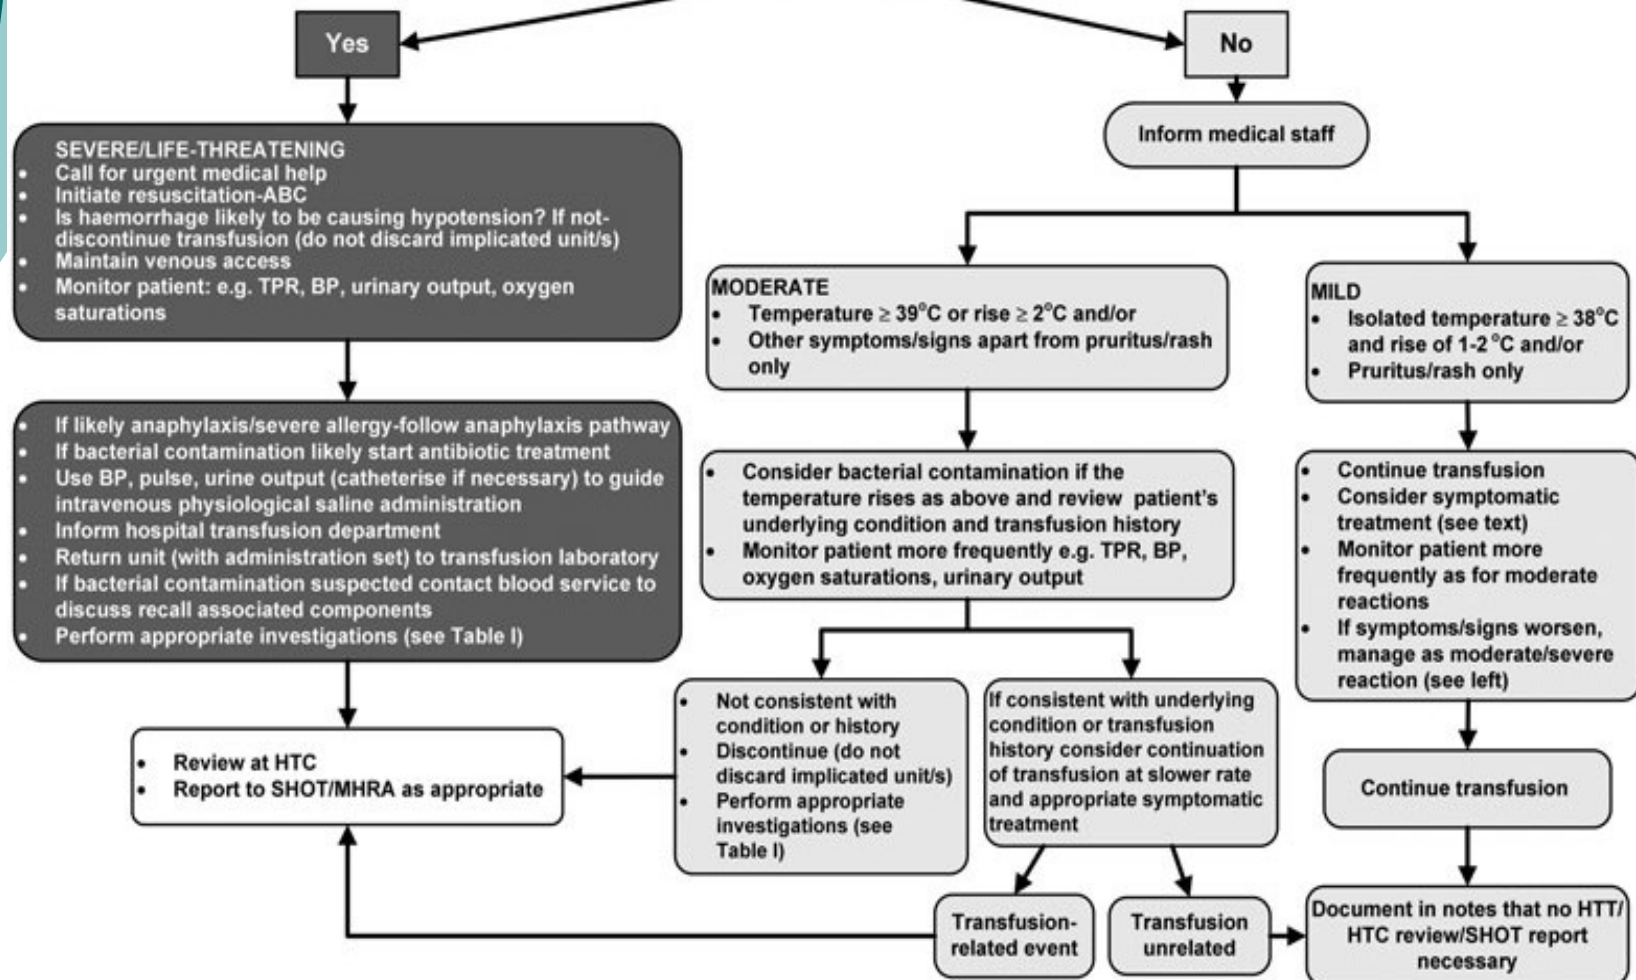 Yes
No
Inform medical staff
SEVERE/LIFE-THREATENING
• Call for urgent medical help
• Initiate resuscitation-ABC
• Is haemorrhage likely to be causing hypotension? If not-
discontinue transfusion (do not discard implicated unit/s)
• Maintain venous access
• Monitor patient: e.g. TPR, BP, urinary output, oxygen
saturations
MODERATE
• Temperature ≥ 39°C or rise ≥ 2°C and/or
• Other symptoms/signs apart from pruritus/rash
only
MILD
• Isolated temperature ≥ 38°C
and rise of 1-2 °C and/or
• Pruritus/rash only
• If likely anaphylaxis/severe allergy-follow anaphylaxis pathway
• If bacterial contamination likely start antibiotic treatment
• Use BP, pulse, urine output (catheterise if necessary) to guide
intravenous physiological saline administration
• Inform hospital transfusion department
• Return unit (with administration set) to transfusion laboratory
• If bacterial contamination suspected contact blood service to
discuss recall associated components
• Perform appropriate investigations (see Table I)
• Consider bacterial contamination if the
temperature rises as above and review patient's
underlying condition and transfusion history
• Monitor patient more frequently e.g. TPR, BP,
oxygen saturations, urinary output
• Continue transfusion
• Consider symptomatic
treatment (see text)
• Monitor patient more
frequently as for moderate
reactions
• If symptoms/signs worsen,
manage as moderate/severe
reaction (see left)
• Review at HTC
• Report to SHOT/MHRA as appropriate
• Not consistent with
condition or history
• Discontinue (do not
discard implicated unit/s)
• Perform appropriate
investigations (see
Table I)
If consistent with underlying
condition or transfusion
history consider continuation
of transfusion at slower rate
and appropriate symptomatic
treatment
Continue transfusion
Transfusion-
related event
Transfusion
unrelated
Document in notes that no HTT/
HTC review/SHOT report
necessary